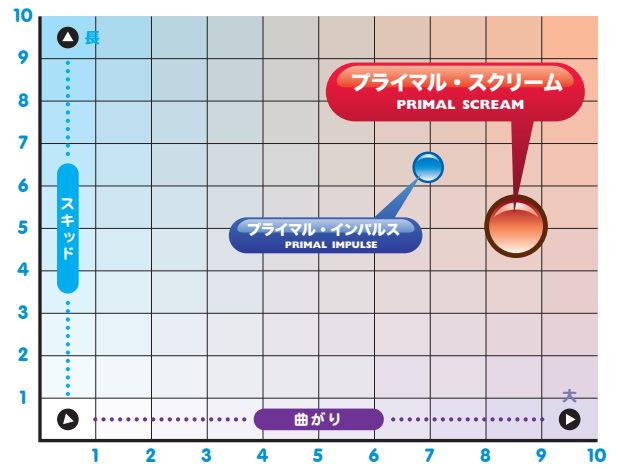 10
長
9
プライマル・スクリーム
PRIMAL SCREAM
8
7
6
スキッド
プライマル・インパルス
PRIMAL IMPULSE
5
4
3
2
1
大
曲がり
1 2 3 4 5 6 7 8 9 10